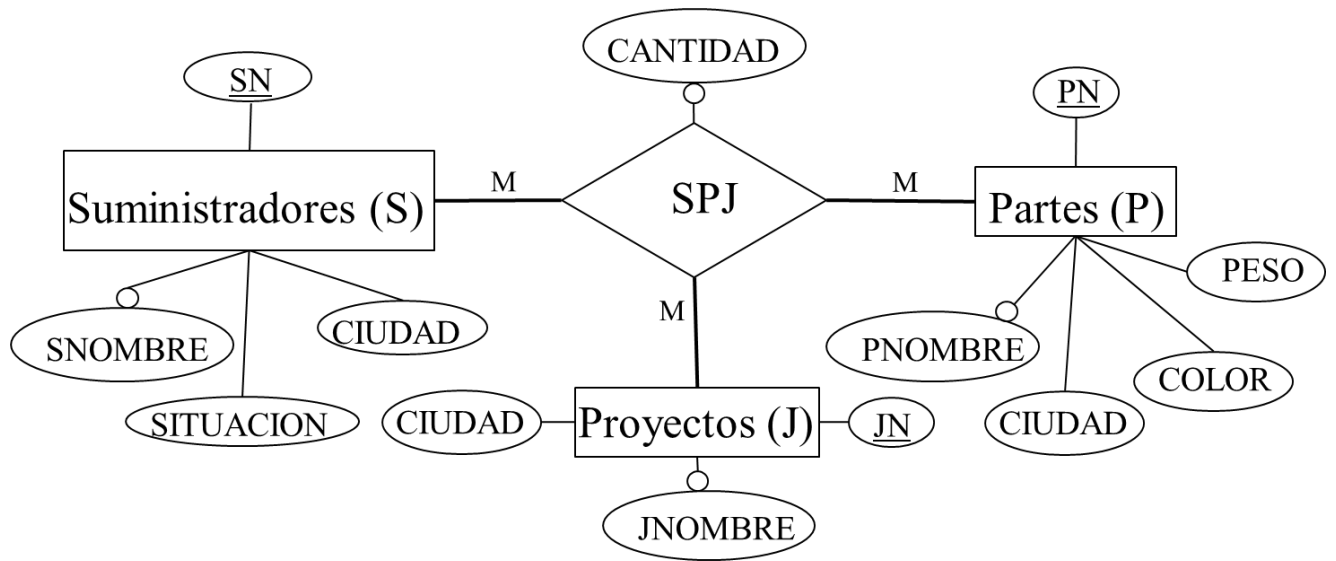 CANTIDAD
SN
PN
Suministradores (S)
M
SPJ
M
Partes (P)
PESO
M
SNOMBRE
CIUDAD
PNOMBRE
COLOR
SITUACION
CIUDAD
Proyectos (J)
JN
CIUDAD
JNOMBRE